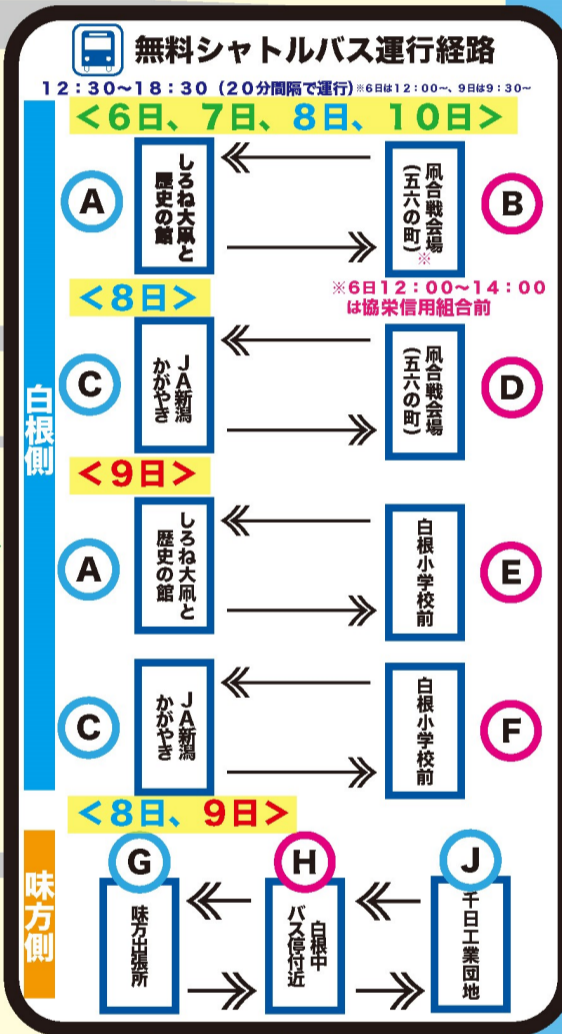 無料シャトルバス運行経路
12:30〜18:30(20分間隔で運行)※6日は12:00〜、9日は9:30〜
白根側
<6日、7日、8日、10日>
A
しろね大凧と
歴史の館
凧合戦会場
(五六の町)※
B
※6日12:00〜14:00
は協栄信用組合前
<8日>
C
JA新潟
かがやき
凧合戦会場
(五六の町)
D
<9日>
A
しろね大凧と
歴史の館
白根小学校前
E
C
JA新潟
かがやき
白根小学校前
F
味方側
<8日、9日>
G
味方出張所
H
白根中
バス停付近
J
千日工業団地